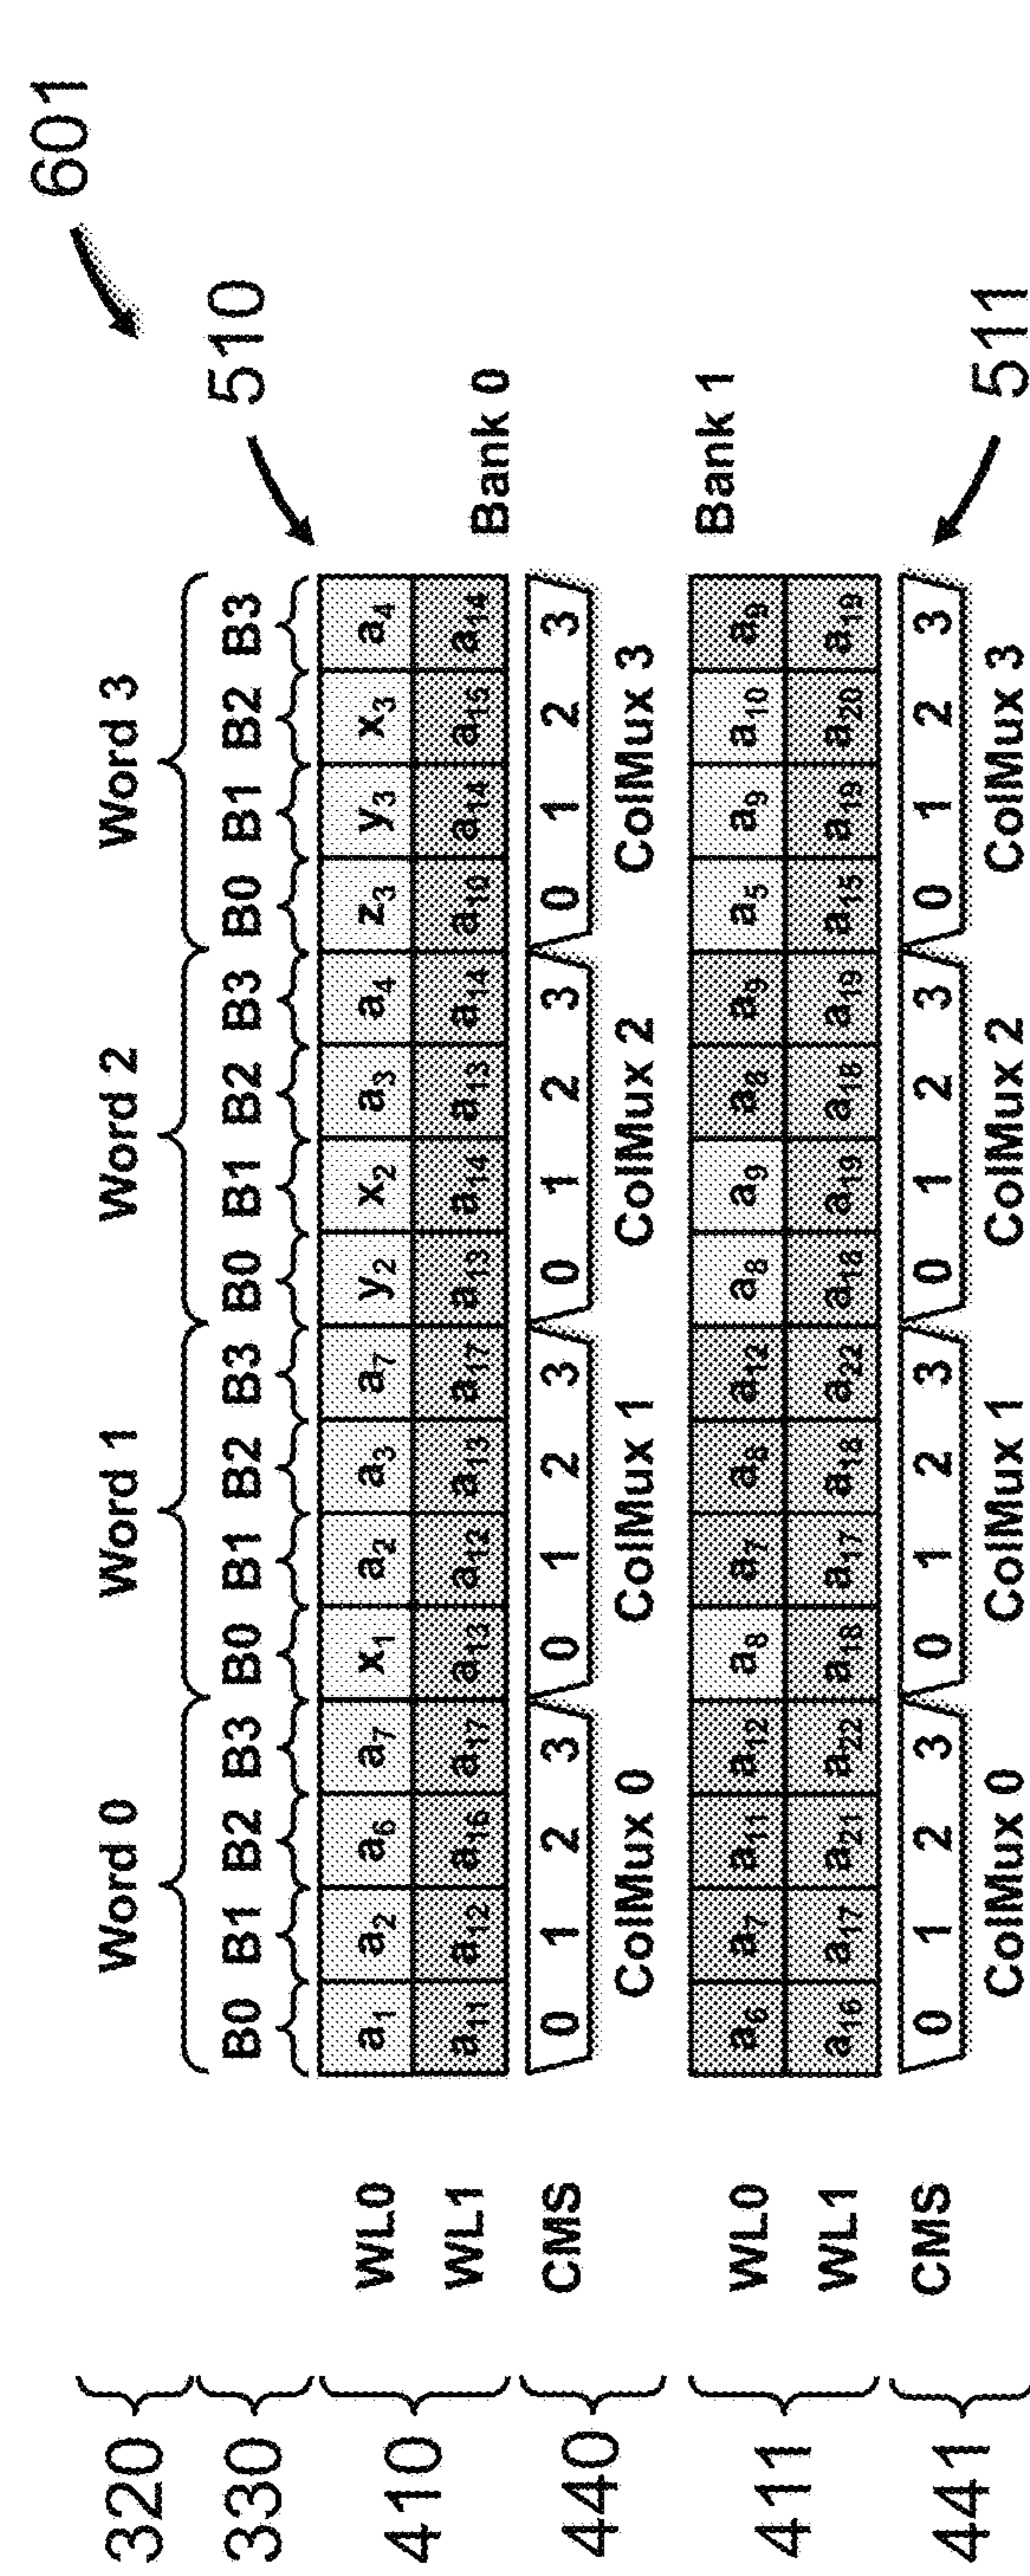 601
510
320 Word 0 Word 1 Word 2 Word 3
330 B0 B1 B2 B3 B0 B1 B2 B3 B0 B1 B2 B3 B0 B1 B2 B3
410 WL0 a₁ a₂ a₆ a₇ x₁ a₂ a₃ a₇ y₂ x₂ a₃ a₄ z₃ y₃ x₃ a₄
WL1 a₁₁ a₁₂ a₁₆ a₁₇ a₁₃ a₁₂ a₁₃ a₁₇ a₁₃ a₁₄ a₁₃ a₁₄ a₁₀ a₁₄ a₁₅ a₁₄
Bank 0
440 CMS 0 1 2 3 0 1 2 3 0 1 2 3 0 1 2 3
ColMux 0 ColMux 1 ColMux 2 ColMux 3
Bank 1
411 WL0 a₆ a₇ a₁₁ a₁₂ a₈ a₇ a₈ a₁₂ a₈ a₉ a₈ a₉ a₅ a₉ a₁₀ a₉
WL1 a₁₆ a₁₇ a₂₁ a₂₂ a₁₈ a₁₇ a₁₈ a₂₂ a₁₈ a₁₉ a₁₈ a₁₉ a₁₅ a₁₉ a₂₀ a₁₉
441 CMS 0 1 2 3 0 1 2 3 0 1 2 3 0 1 2 3
511
ColMux 0 ColMux 1 ColMux 2 ColMux 3